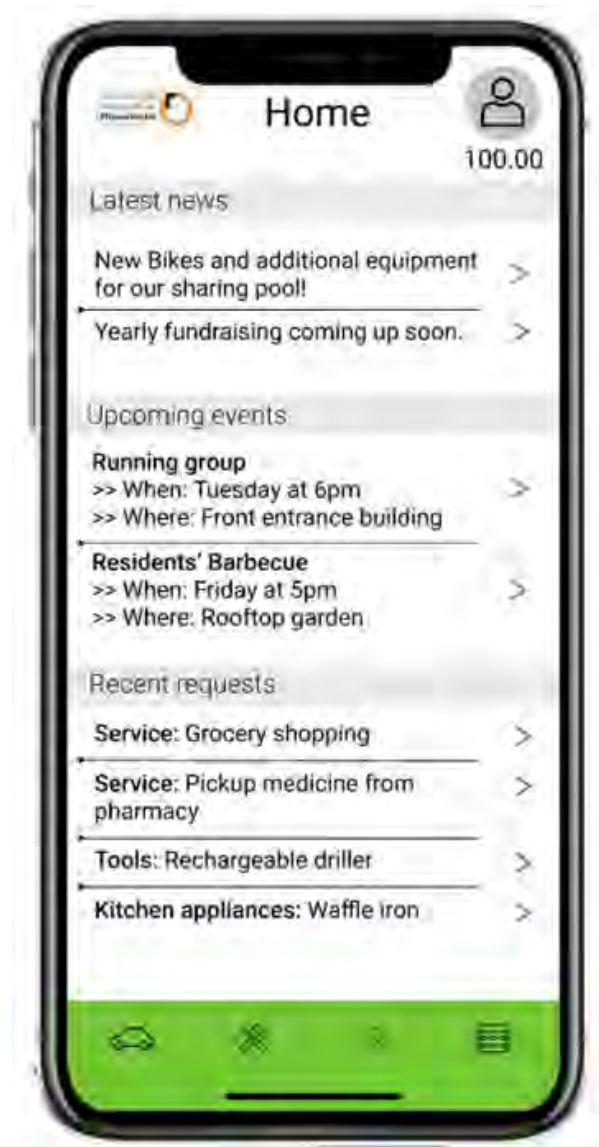 Home
100.00
Latest news
New Bikes and additional equipment
for our sharing pool!
Yearly fundraising coming up soon.
Upcoming events
Running group
>> When: Tuesday at 6pm
>> Where: Front entrance building
Residents' Barbecue
>> When: Friday at 5pm
>> Where: Rooftop garden
Recent requests
Service: Grocery shopping
Service: Pickup medicine from
pharmacy
Tools: Rechargeable driller
Kitchen appliances: Waffle iron